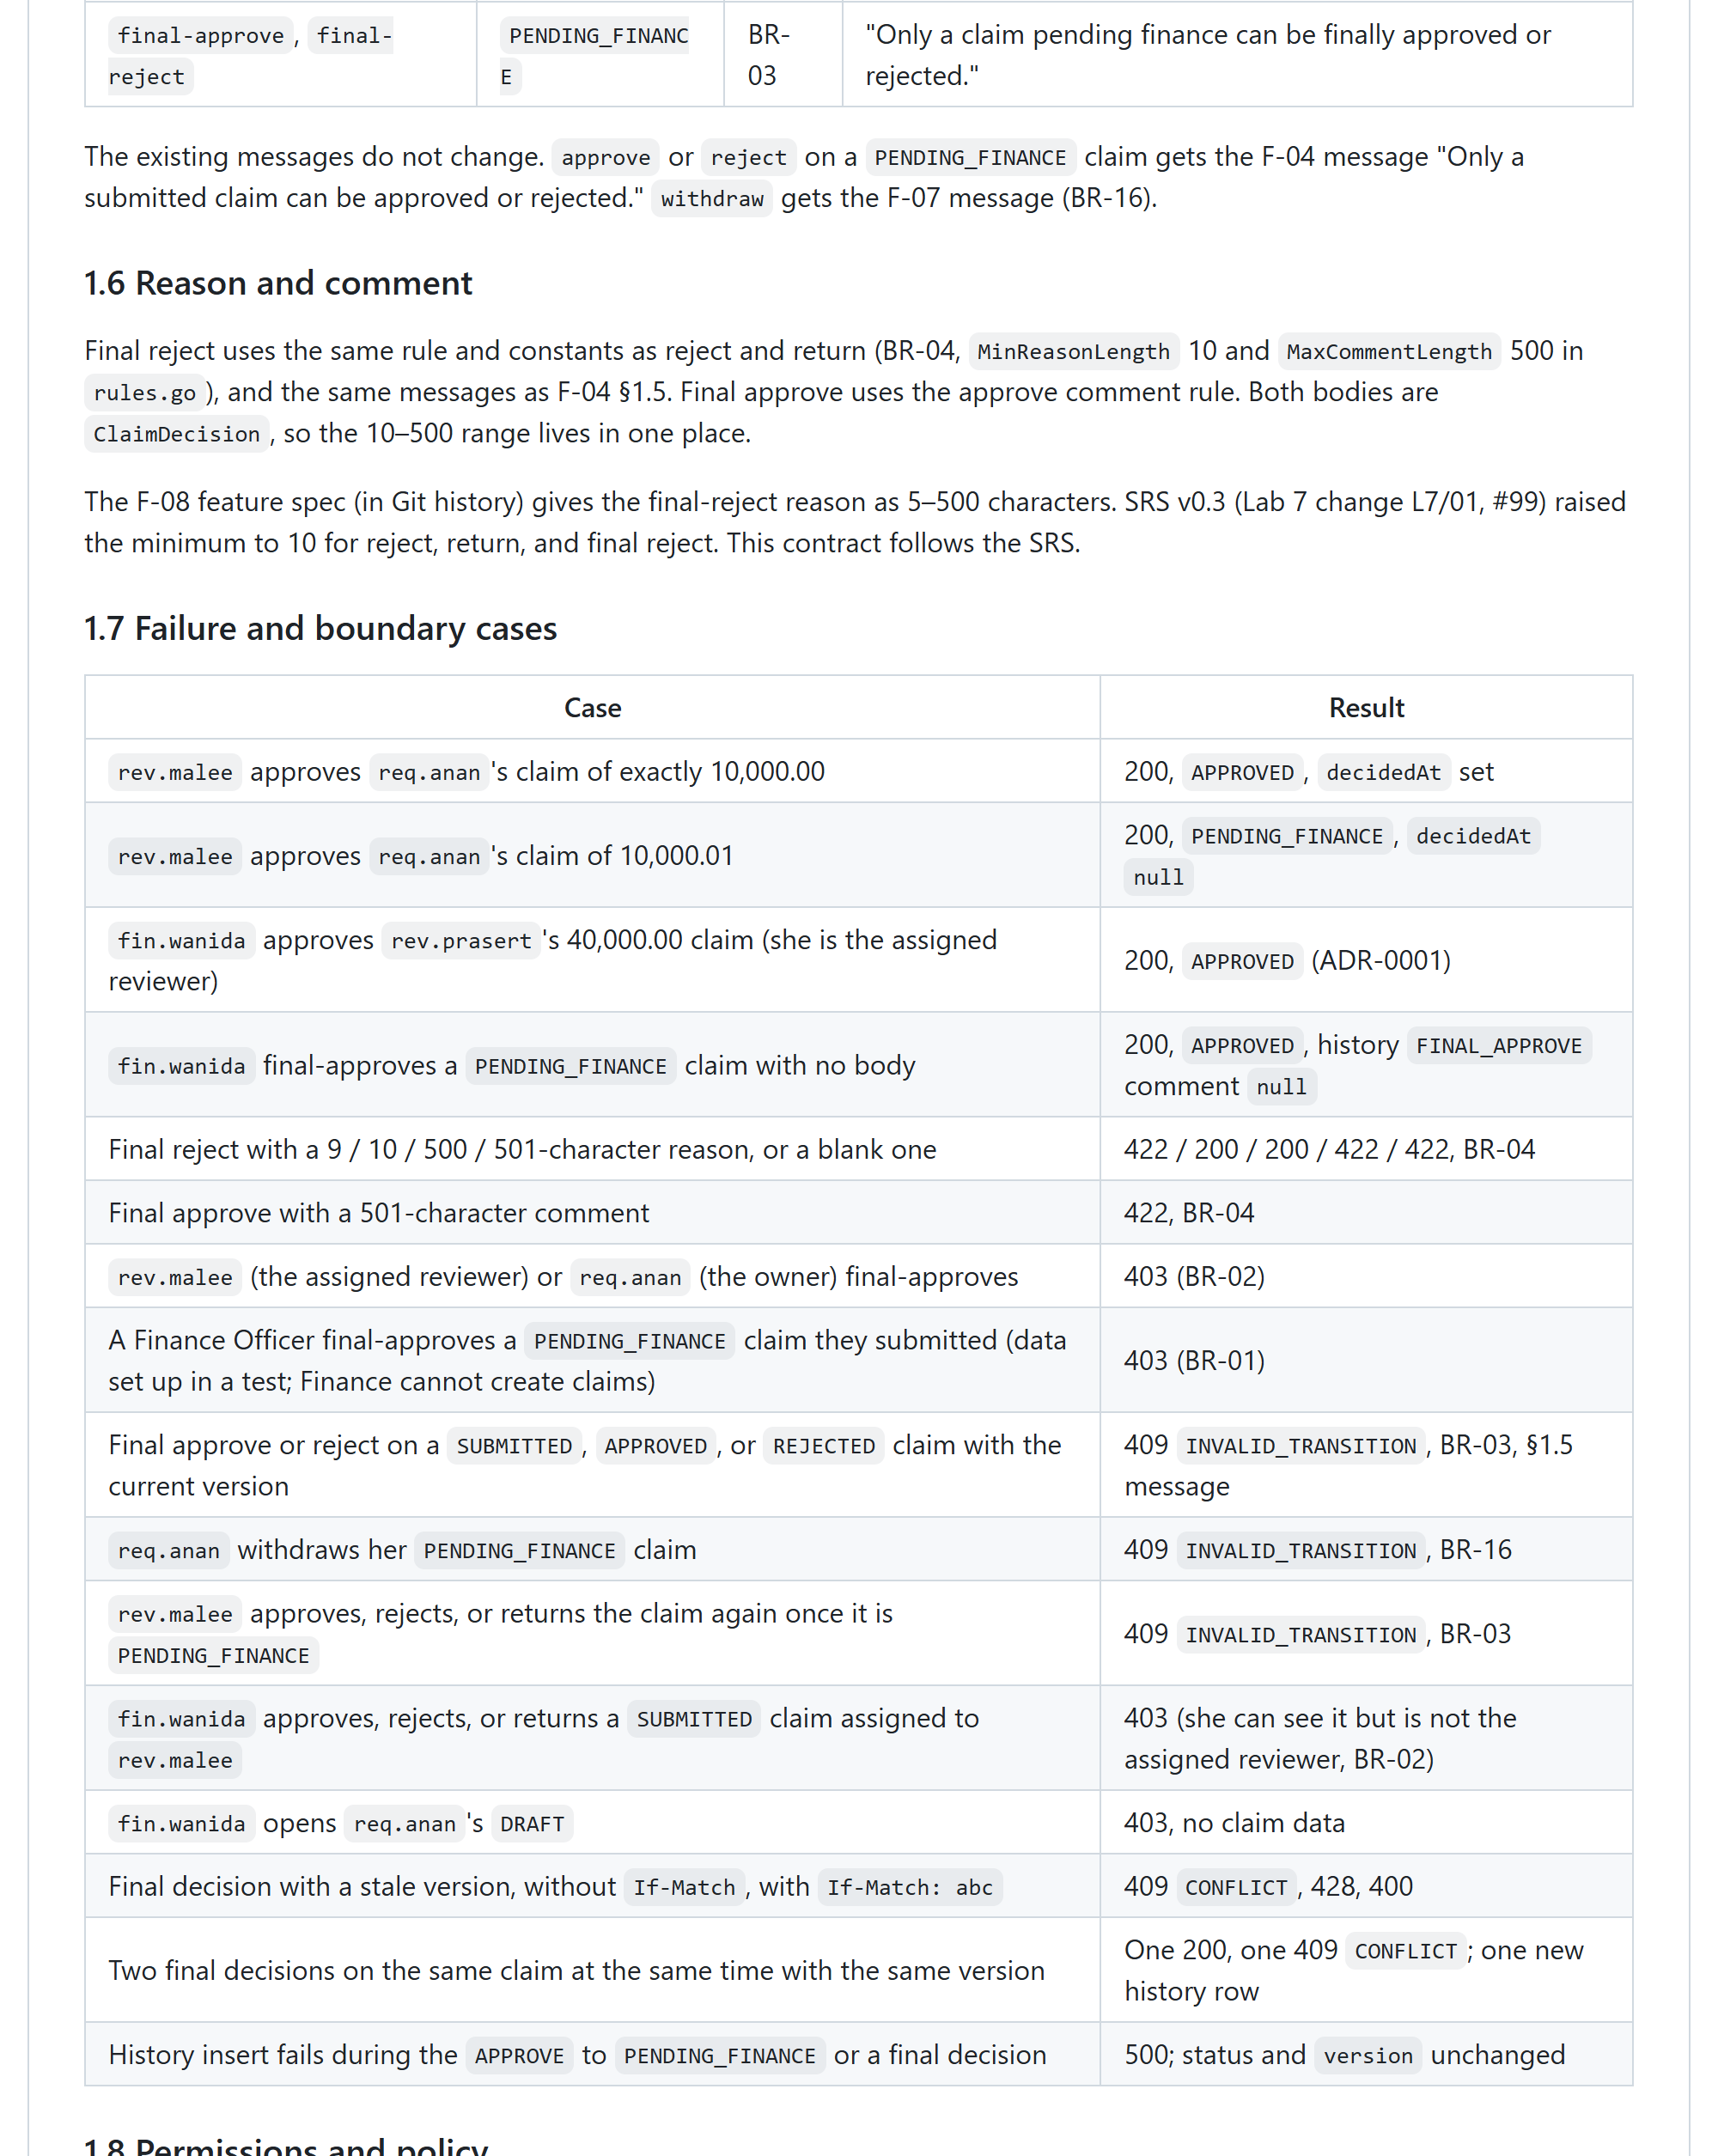 final-approve, final-
reject
PENDING_FINANC
E
BR-
03
"Only a claim pending finance can be finally approved or
rejected."
The existing messages do not change. approve or reject on a PENDING_FINANCE claim gets the F-04 message "Only a
submitted claim can be approved or rejected." withdraw gets the F-07 message (BR-16).
1.6 Reason and comment
Final reject uses the same rule and constants as reject and return (BR-04, MinReasonLength 10 and MaxCommentLength 500 in
rules.go), and the same messages as F-04 §1.5. Final approve uses the approve comment rule. Both bodies are
ClaimDecision, so the 10–500 range lives in one place.
The F-08 feature spec (in Git history) gives the final-reject reason as 5–500 characters. SRS v0.3 (Lab 7 change L7/01, #99) raised
the minimum to 10 for reject, return, and final reject. This contract follows the SRS.
1.7 Failure and boundary cases
Case Result
rev.malee approves req.anan's claim of exactly 10,000.00
200, APPROVED, decidedAt set
rev.malee approves req.anan's claim of 10,000.01
200, PENDING_FINANCE, decidedAt
null
fin.wanida approves rev.prasert's 40,000.00 claim (she is the assigned
reviewer)
200, APPROVED (ADR-0001)
fin.wanida final-approves a PENDING_FINANCE claim with no body
200, APPROVED, history FINAL_APPROVE
comment null
Final reject with a 9 / 10 / 500 / 501-character reason, or a blank one
422 / 200 / 200 / 422 / 422, BR-04
Final approve with a 501-character comment
422, BR-04
rev.malee (the assigned reviewer) or req.anan (the owner) final-approves
403 (BR-02)
A Finance Officer final-approves a PENDING_FINANCE claim they submitted (data
set up in a test; Finance cannot create claims)
403 (BR-01)
Final approve or reject on a SUBMITTED, APPROVED, or REJECTED claim with the
current version
409 INVALID_TRANSITION, BR-03, §1.5
message
req.anan withdraws her PENDING_FINANCE claim
409 INVALID_TRANSITION, BR-16
rev.malee approves, rejects, or returns the claim again once it is
PENDING_FINANCE
409 INVALID_TRANSITION, BR-03
fin.wanida approves, rejects, or returns a SUBMITTED claim assigned to
rev.malee
403 (she can see it but is not the
assigned reviewer, BR-02)
fin.wanida opens req.anan's DRAFT
403, no claim data
Final decision with a stale version, without If-Match, with If-Match: abc
409 CONFLICT, 428, 400
Two final decisions on the same claim at the same time with the same version
One 200, one 409 CONFLICT; one new
history row
History insert fails during the APPROVE to PENDING_FINANCE or a final decision
500; status and version unchanged
1.8 Permissions and policy